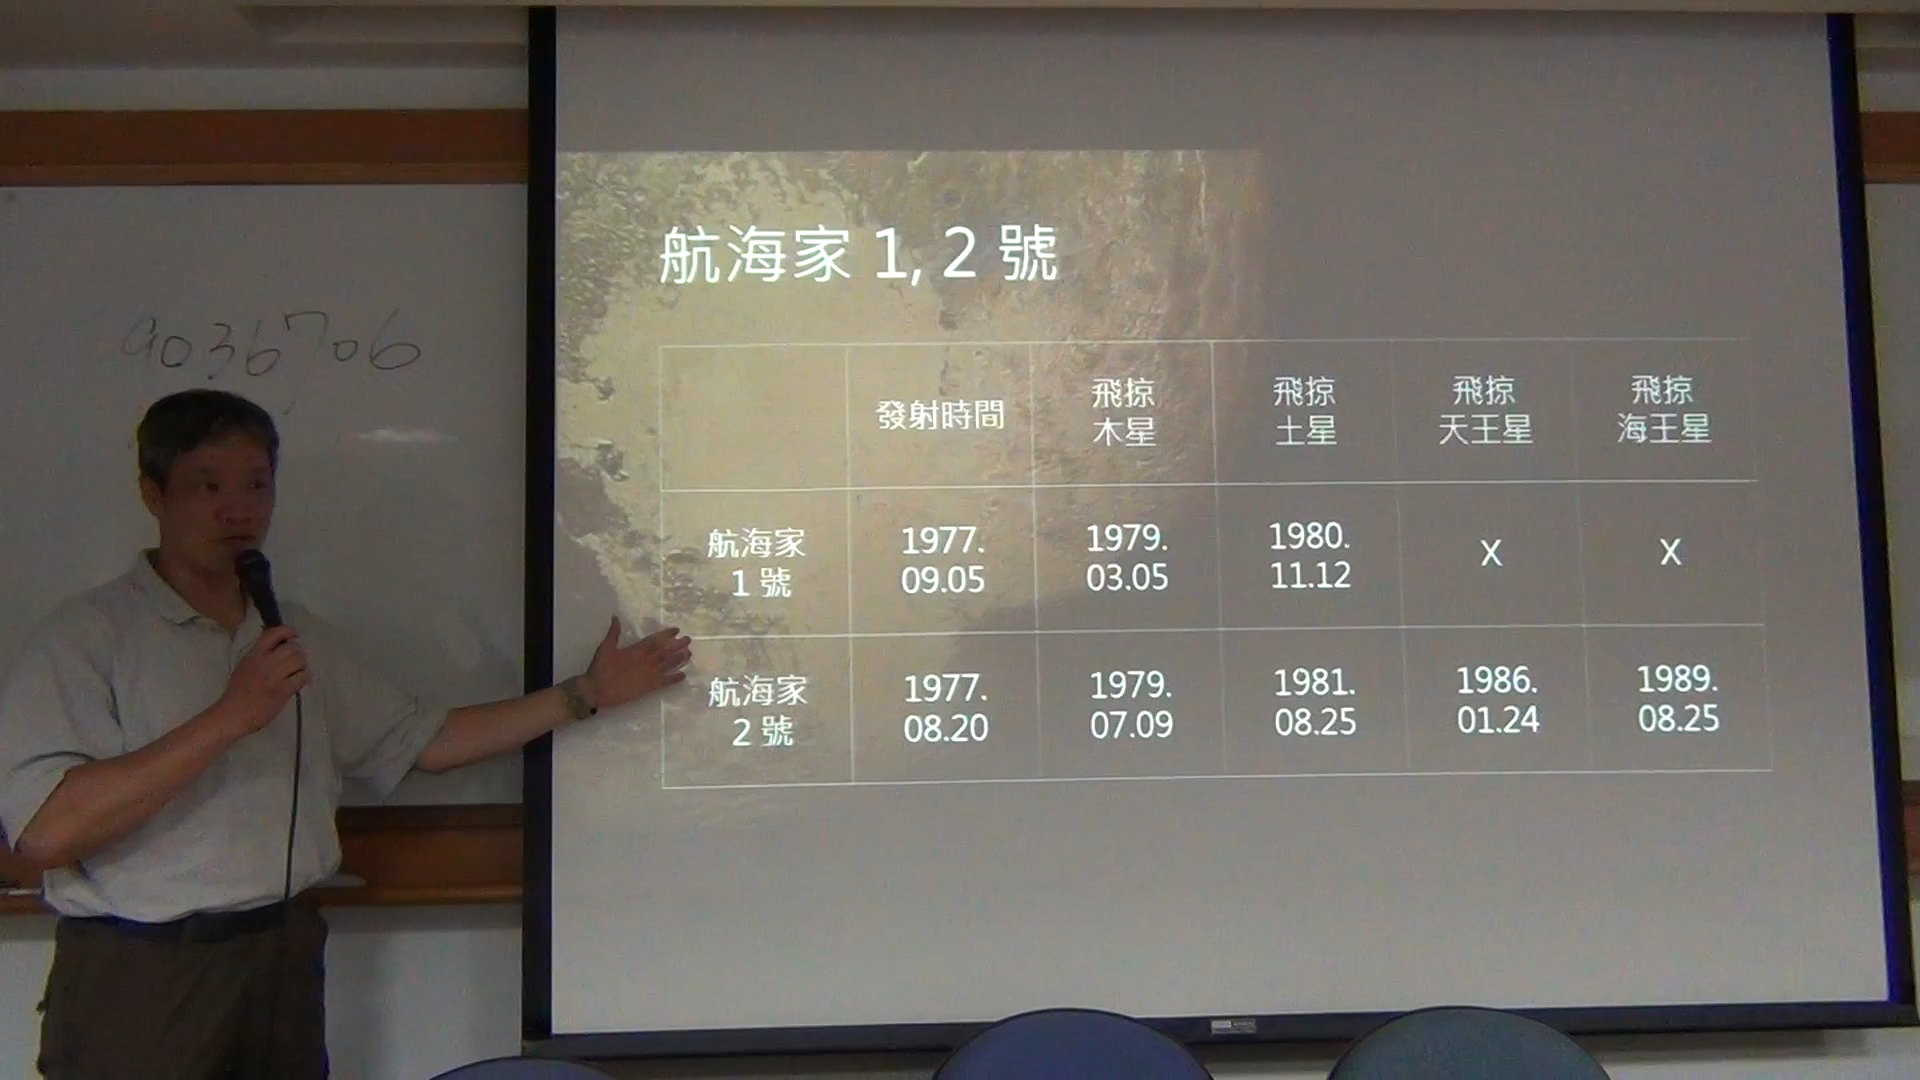 9036706
航海家 1, 2 號
發射時間
飛掠
木星
飛掠
土星
飛掠
天王星
飛掠
海王星
航海家
1 號
1977.
09.05
1979.
03.05
1980.
11.12
X
X
航海家
2 號
1977.
08.20
1979.
07.09
1981.
08.25
1986.
01.24
1989.
08.25